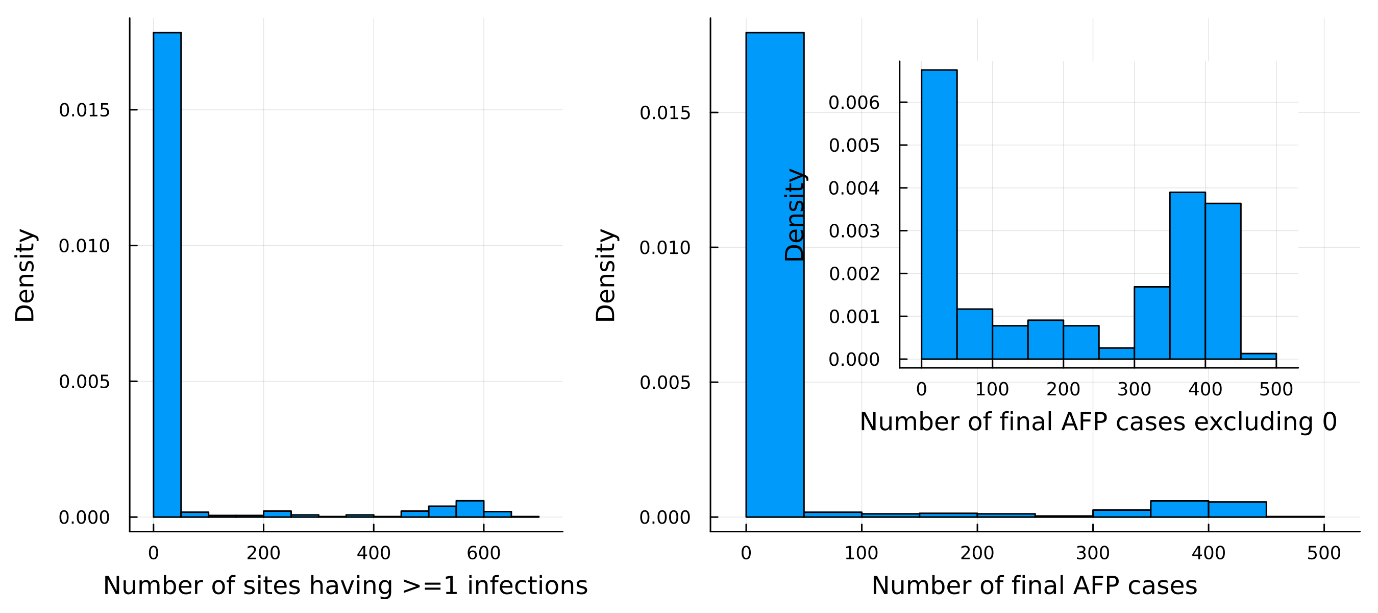 Density
0.015
0.010
0.005
0.000
0 200 400 600
Number of sites having >=1 infections
Density
0.015
0.010
0.005
0.000
0 100 200 300 400 500
Number of final AFP cases
Density
0.006
0.005
0.004
0.003
0.002
0.001
0.000
0 100 200 300 400 500
Number of final AFP cases excluding 0